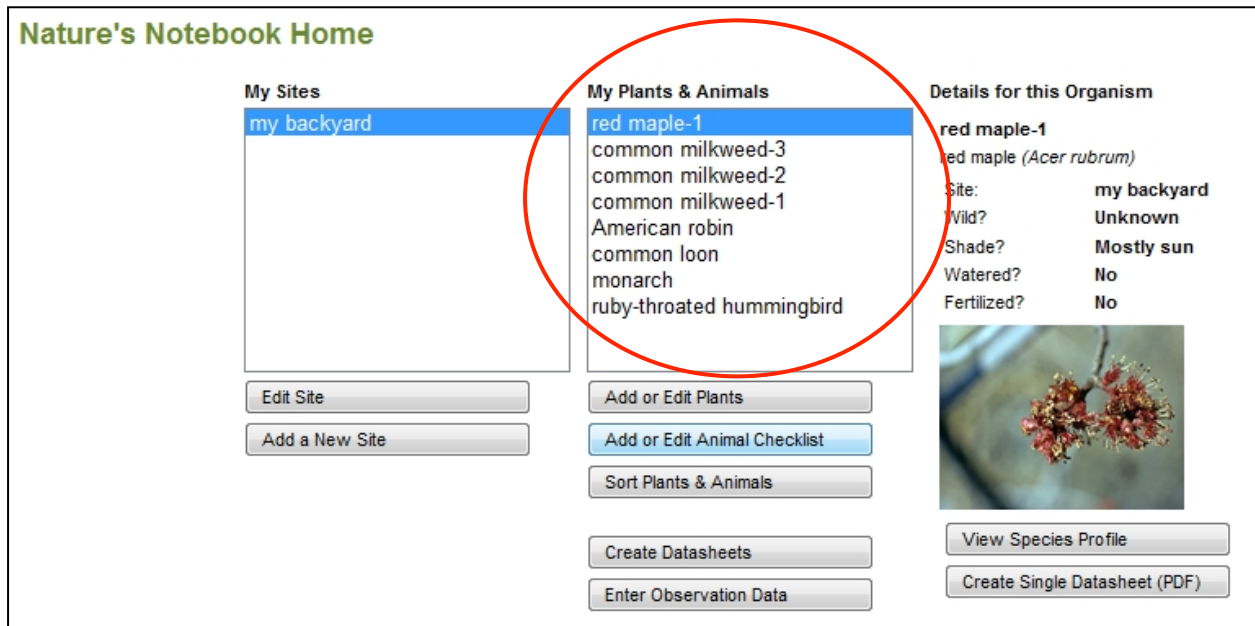 Nature's Notebook Home
My Sites
my backyard
Edit Site
Add a New Site
My Plants & Animals
red maple-1
common milkweed-3
common milkweed-2
common milkweed-1
American robin
common loon
monarch
ruby-throated hummingbird
Add or Edit Plants
Add or Edit Animal Checklist
Sort Plants & Animals
Create Datasheets
Enter Observation Data
Details for this Organism
red maple-1
red maple (Acer rubrum)
Site: my backyard
Wild? Unknown
Shade? Mostly sun
Watered? No
Fertilized? No
View Species Profile
Create Single Datasheet (PDF)